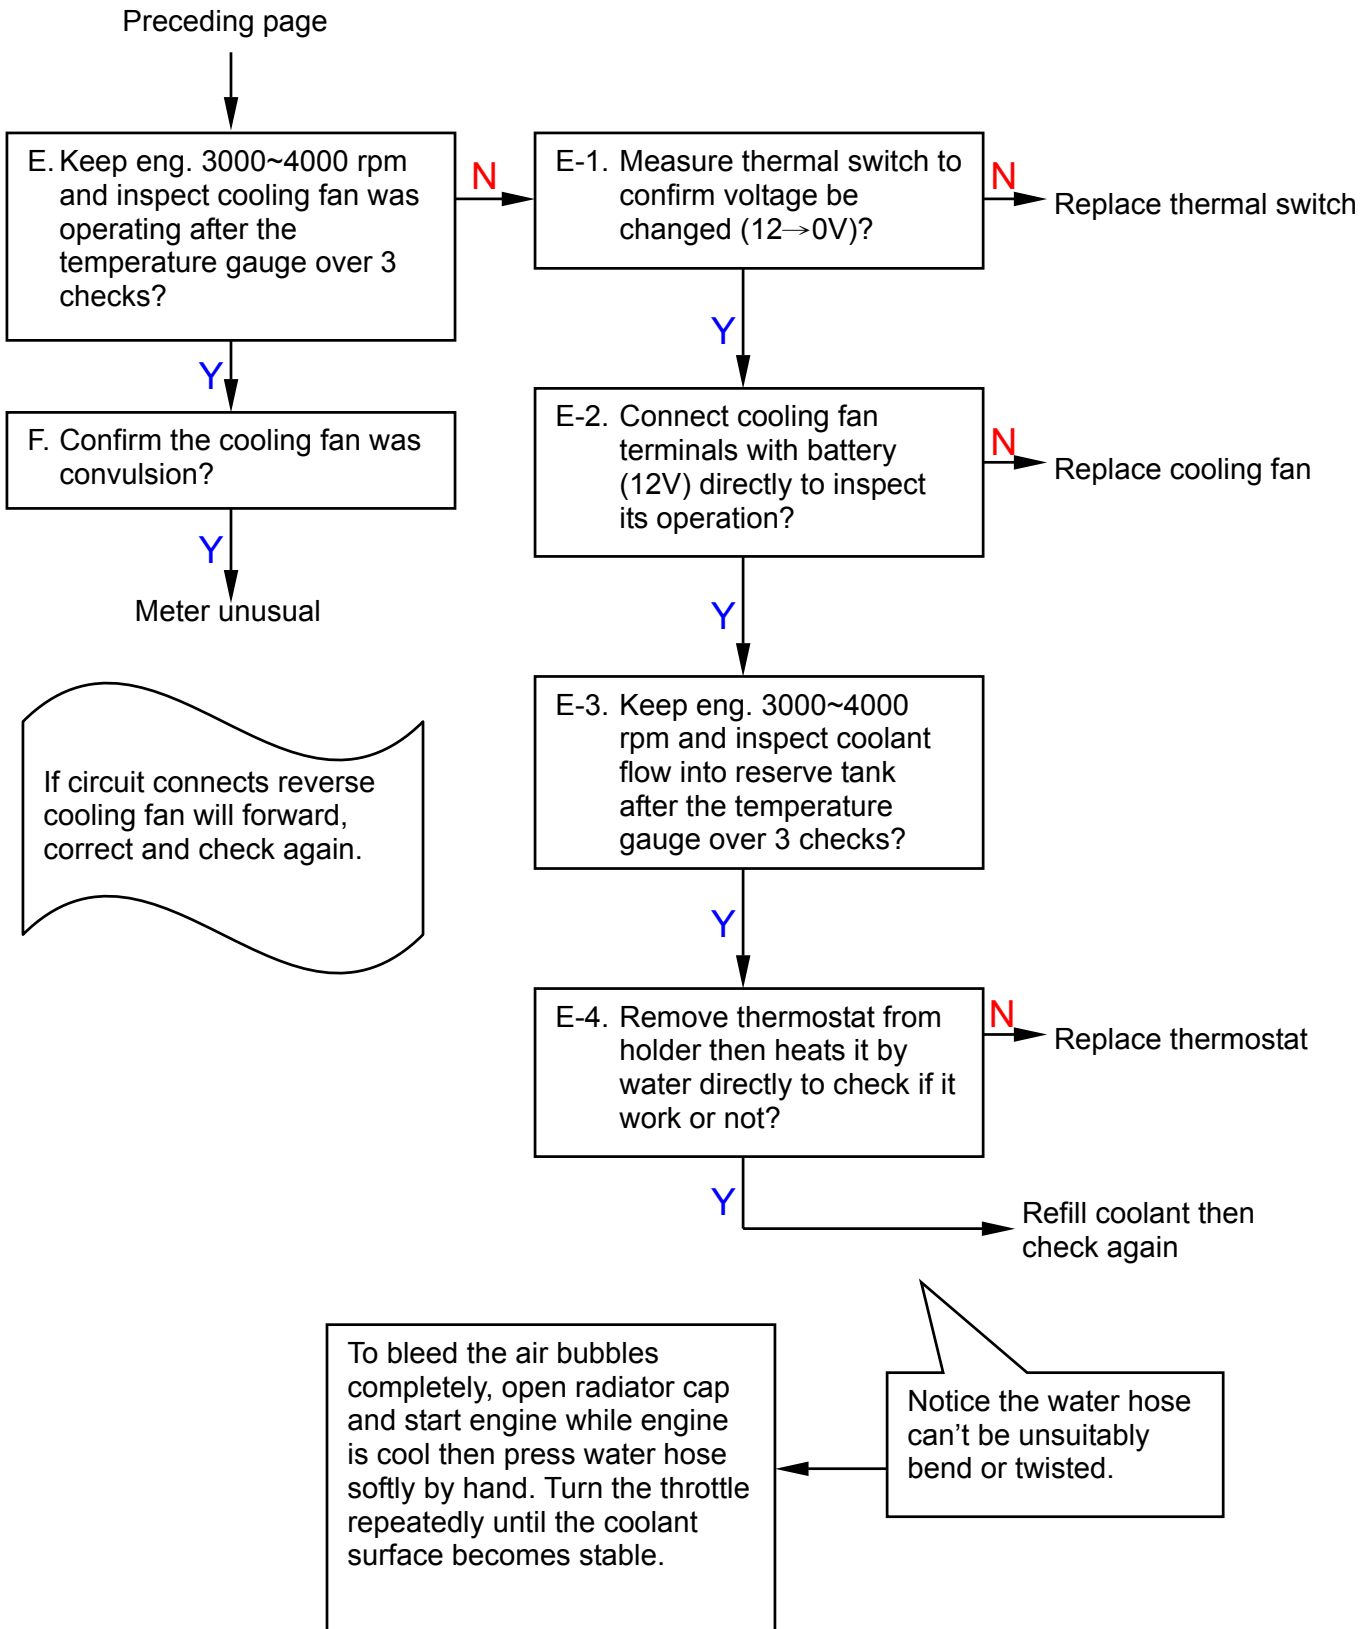 Preceding page
E. Keep eng. 3000~4000 rpm
and inspect cooling fan was
operating after the
temperature gauge over 3
checks?
N
E-1. Measure thermal switch to
confirm voltage be
changed (12→0V)?
N
Replace thermal switch
Y
Y
F. Confirm the cooling fan was
convulsion?
E-2. Connect cooling fan
terminals with battery
(12V) directly to inspect
its operation?
N
Replace cooling fan
Y
Meter unusual
Y
If circuit connects reverse
cooling fan will forward,
correct and check again.
E-3. Keep eng. 3000~4000
rpm and inspect coolant
flow into reserve tank
after the temperature
gauge over 3 checks?
Y
E-4. Remove thermostat from
holder then heats it by
water directly to check if it
work or not?
N
Replace thermostat
Y
Refill coolant then
check again
To bleed the air bubbles
completely, open radiator cap
and start engine while engine
is cool then press water hose
softly by hand. Turn the throttle
repeatedly until the coolant
surface becomes stable.
Notice the water hose
can’t be unsuitably
bend or twisted.